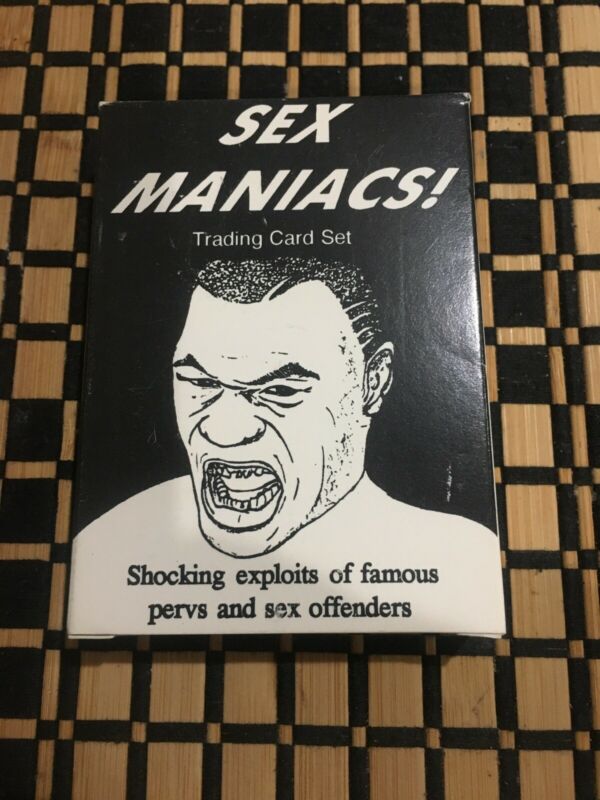 SEX
MANIACS!
Trading Card Set
Shocking exploits of famous
pervs and sex offenders